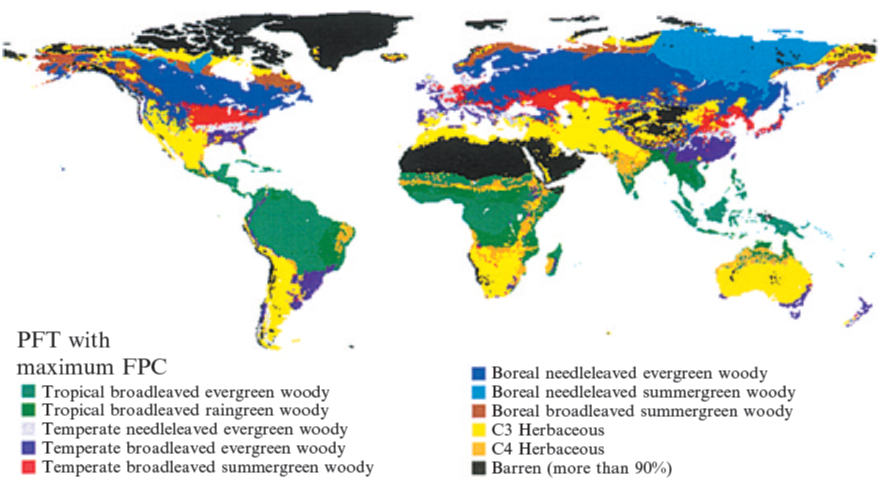 PFT with
maximum FPC
Tropical broadleaved evergreen woody
Tropical broadleaved raingreen woody
Temperate needleleaved evergreen woody
Temperate broadleaved evergreen woody
Temperate broadleaved summergreen woody
Boreal needleleaved evergreen woody
Boreal needleleaved summergreen woody
Boreal broadleaved summergreen woody
C3 Herbaceous
C4 Herbaceous
Barren (more than 90%)